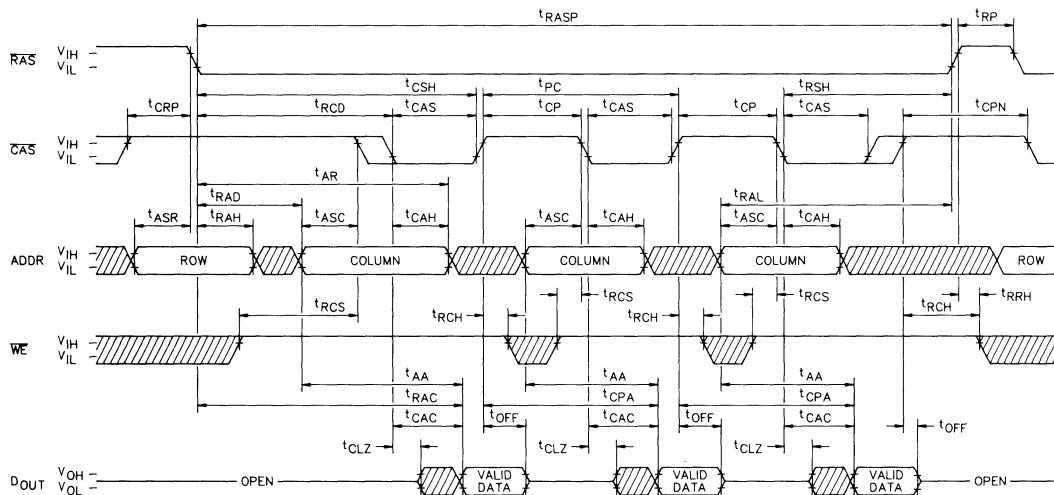 tRASP tRP
RAS VIH
VIL
tCSH tPC tRSH
tCRP tRCD tCAS tCP tCAS tCP tCAS tCPN
CAS VIH
VIL
tAR
tRAD tRAL
tASR tRAH tASC tCAH tASC tCAH tASC tCAH
ADDR VIH
VIL
ROW COLUMN COLUMN COLUMN ROW
tRCS tRCH tRCS tRCH tRCS tRCH tRRH
WE VIH
VIL
tAA tAA tAA
tRAC tCPA tCPA
tCAC tOFF tCAC tOFF tCAC tOFF
tCLZ tCLZ tCLZ
DOUT VOH
VOL
OPEN VALID DATA VALID DATA VALID DATA OPEN